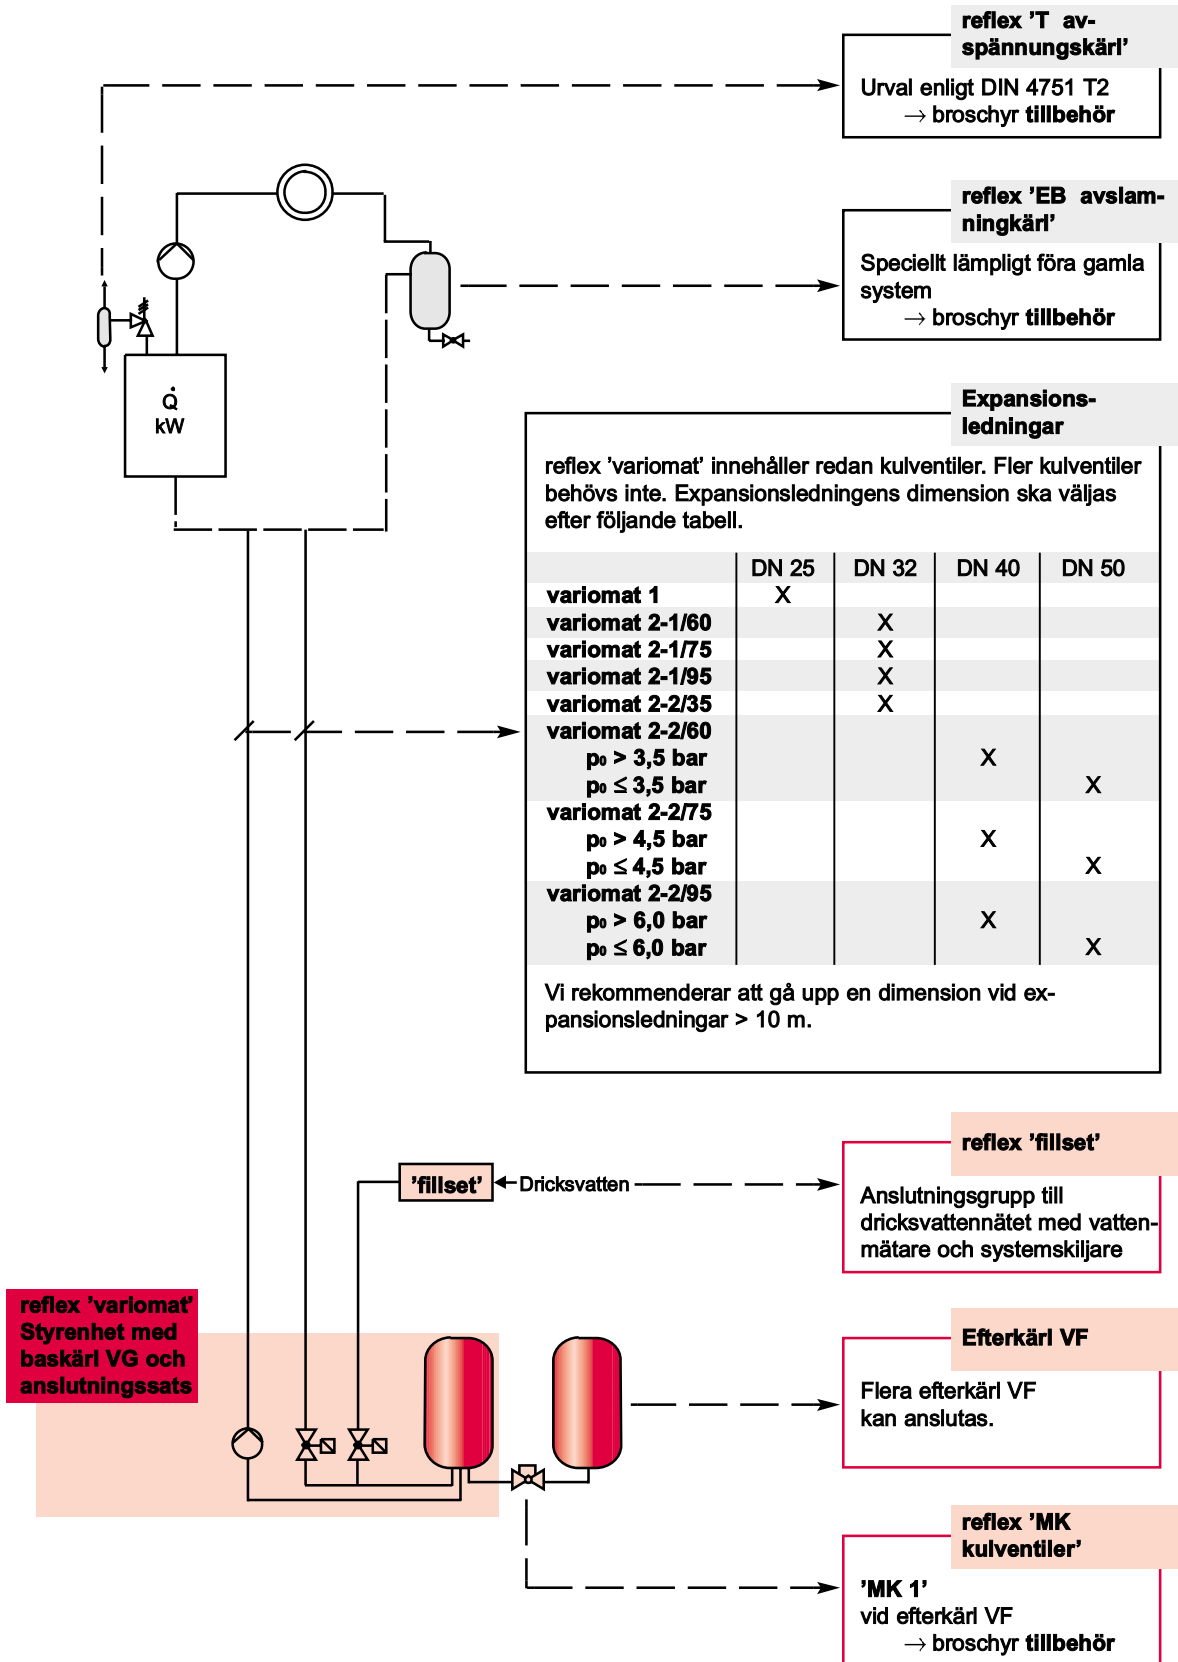 reflex 'T av-
spännungskärl'
Urval enligt DIN 4751 T2
→ broschyr tillbehör
reflex 'EB avslam-
ningkärl'
Speciellt lämpligt föra gamla
system
→ broschyr tillbehör
Q̇
kW
Expansions-
ledningar
reflex 'variomat' innehåller redan kulventiler. Fler kulventiler
behövs inte. Expansionsledningens dimension ska väljas
efter följande tabell.
DN 25 DN 32 DN 40 DN 50
variomat 1 X
variomat 2-1/60 X
variomat 2-1/75 X
variomat 2-1/95 X
variomat 2-2/35 X
variomat 2-2/60
p₀ > 3,5 bar X
p₀ ≤ 3,5 bar X
variomat 2-2/75
p₀ > 4,5 bar X
p₀ ≤ 4,5 bar X
variomat 2-2/95
p₀ > 6,0 bar X
p₀ ≤ 6,0 bar X
Vi rekommenderar att gå upp en dimension vid ex-
pansionsledningar > 10 m.
reflex 'fillset'
'fillset' Dricksvatten
Anslutningsgrupp till
dricksvattennätet med vatten-
mätare och systemskiljare
reflex 'variomat'
Styrenhet med
baskärl VG och
anslutningssats
Efterkärl VF
Flera efterkärl VF
kan anslutas.
reflex 'MK
kulventiler'
'MK 1'
vid efterkärl VF
→ broschyr tillbehör